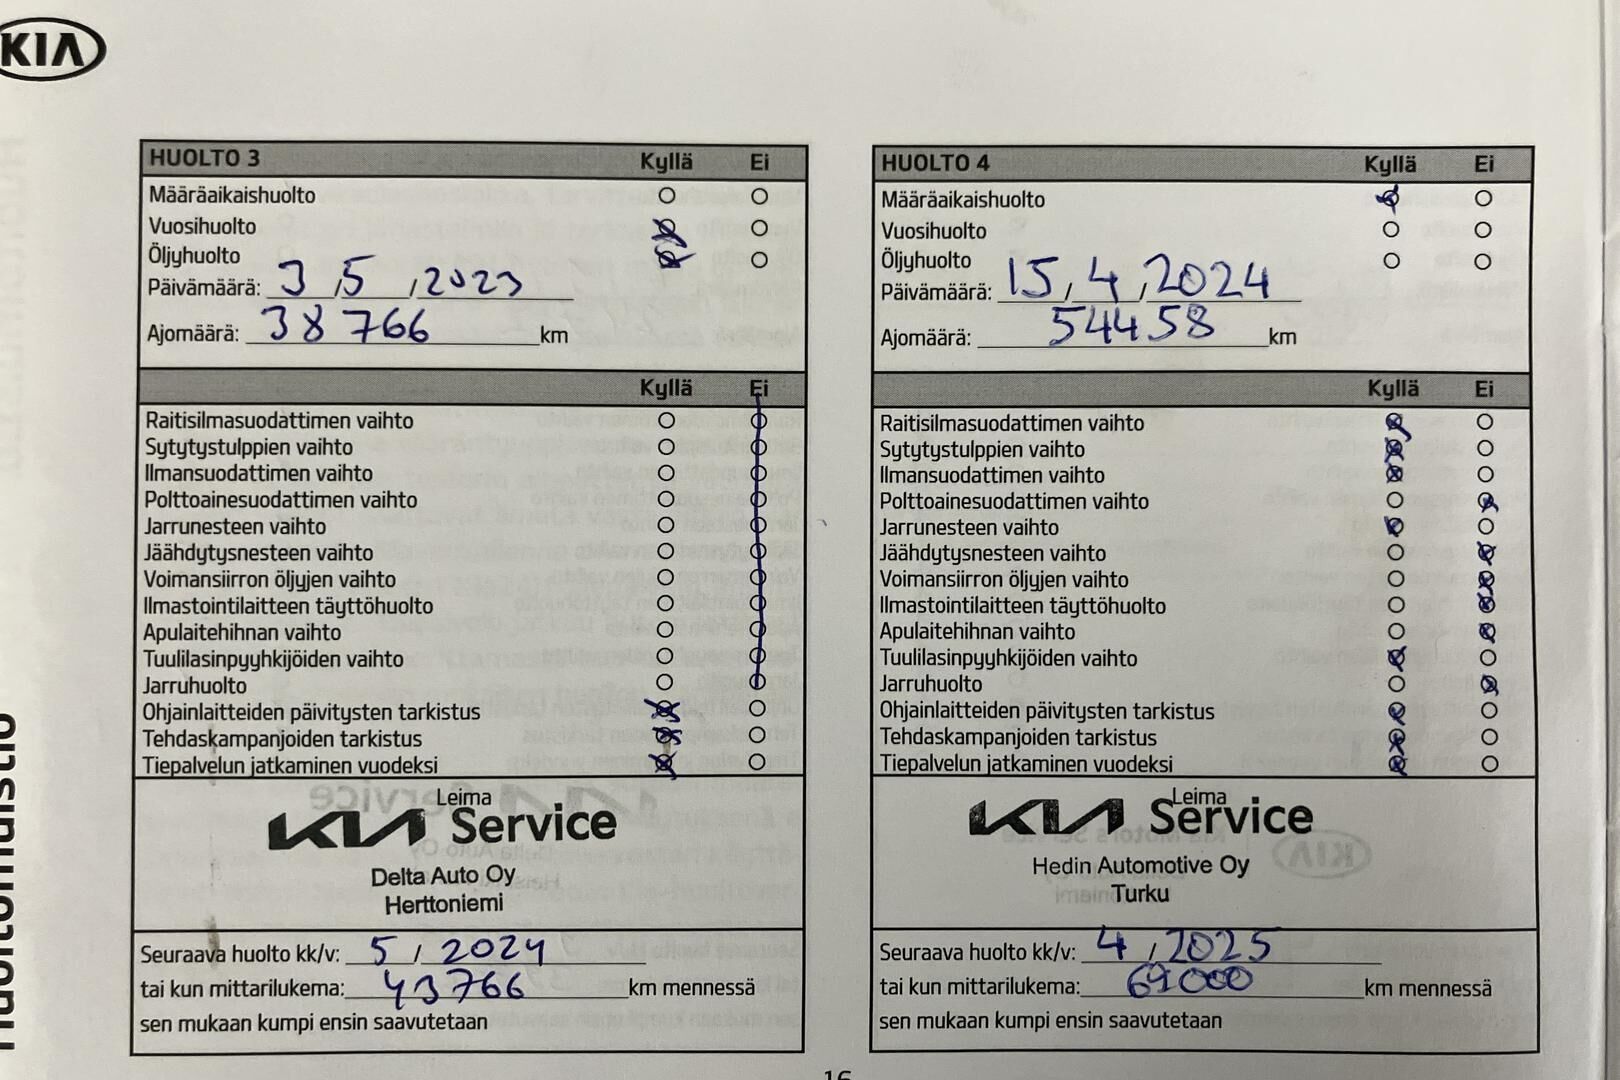 KIA
HUOLTO 3 Kyllä Ei
Määräaikaishuolto
Vuosihuolto
Öljyhuolto
Päivämäärä: 3 / 5 / 2023
Ajomäärä: 38 766 km
Kyllä Ei
Raitisilmasuodattimen vaihto
Sytytystulppien vaihto
Ilmansuodattimen vaihto
Polttoainesuodattimen vaihto
Jarrunesteen vaihto
Jäähdytysnesteen vaihto
Voimansiirron öljyjen vaihto
Ilmastointilaitteen täyttöhuolto
Apulaitehihnan vaihto
Tuulilasinpyyhkijöiden vaihto
Jarruhuolto
Ohjainlaitteiden päivitysten tarkistus
Tehdaskampanjoiden tarkistus
Tiepalvelun jatkaminen vuodeksi
Leima
KIA Service
Delta Auto Oy
Herttoniemi
Seuraava huolto kk/v: 5 / 2024
tai kun mittarilukema: 43766 km mennessä
sen mukaan kumpi ensin saavutetaan
HUOLTO 4 Kyllä Ei
Määräaikaishuolto
Vuosihuolto
Öljyhuolto
Päivämäärä: 15 / 4 / 2024
Ajomäärä: 54458 km
Kyllä Ei
Raitisilmasuodattimen vaihto
Sytytystulppien vaihto
Ilmansuodattimen vaihto
Polttoainesuodattimen vaihto
Jarrunesteen vaihto
Jäähdytysnesteen vaihto
Voimansiirron öljyjen vaihto
Ilmastointilaitteen täyttöhuolto
Apulaitehihnan vaihto
Tuulilasinpyyhkijöiden vaihto
Jarruhuolto
Ohjainlaitteiden päivitysten tarkistus
Tehdaskampanjoiden tarkistus
Tiepalvelun jatkaminen vuodeksi
Leima
KIA Service
Hedin Automotive Oy
Turku
Seuraava huolto kk/v: 4 / 2025
tai kun mittarilukema: 69000 km mennessä
sen mukaan kumpi ensin saavutetaan
Huoltomuistio
16